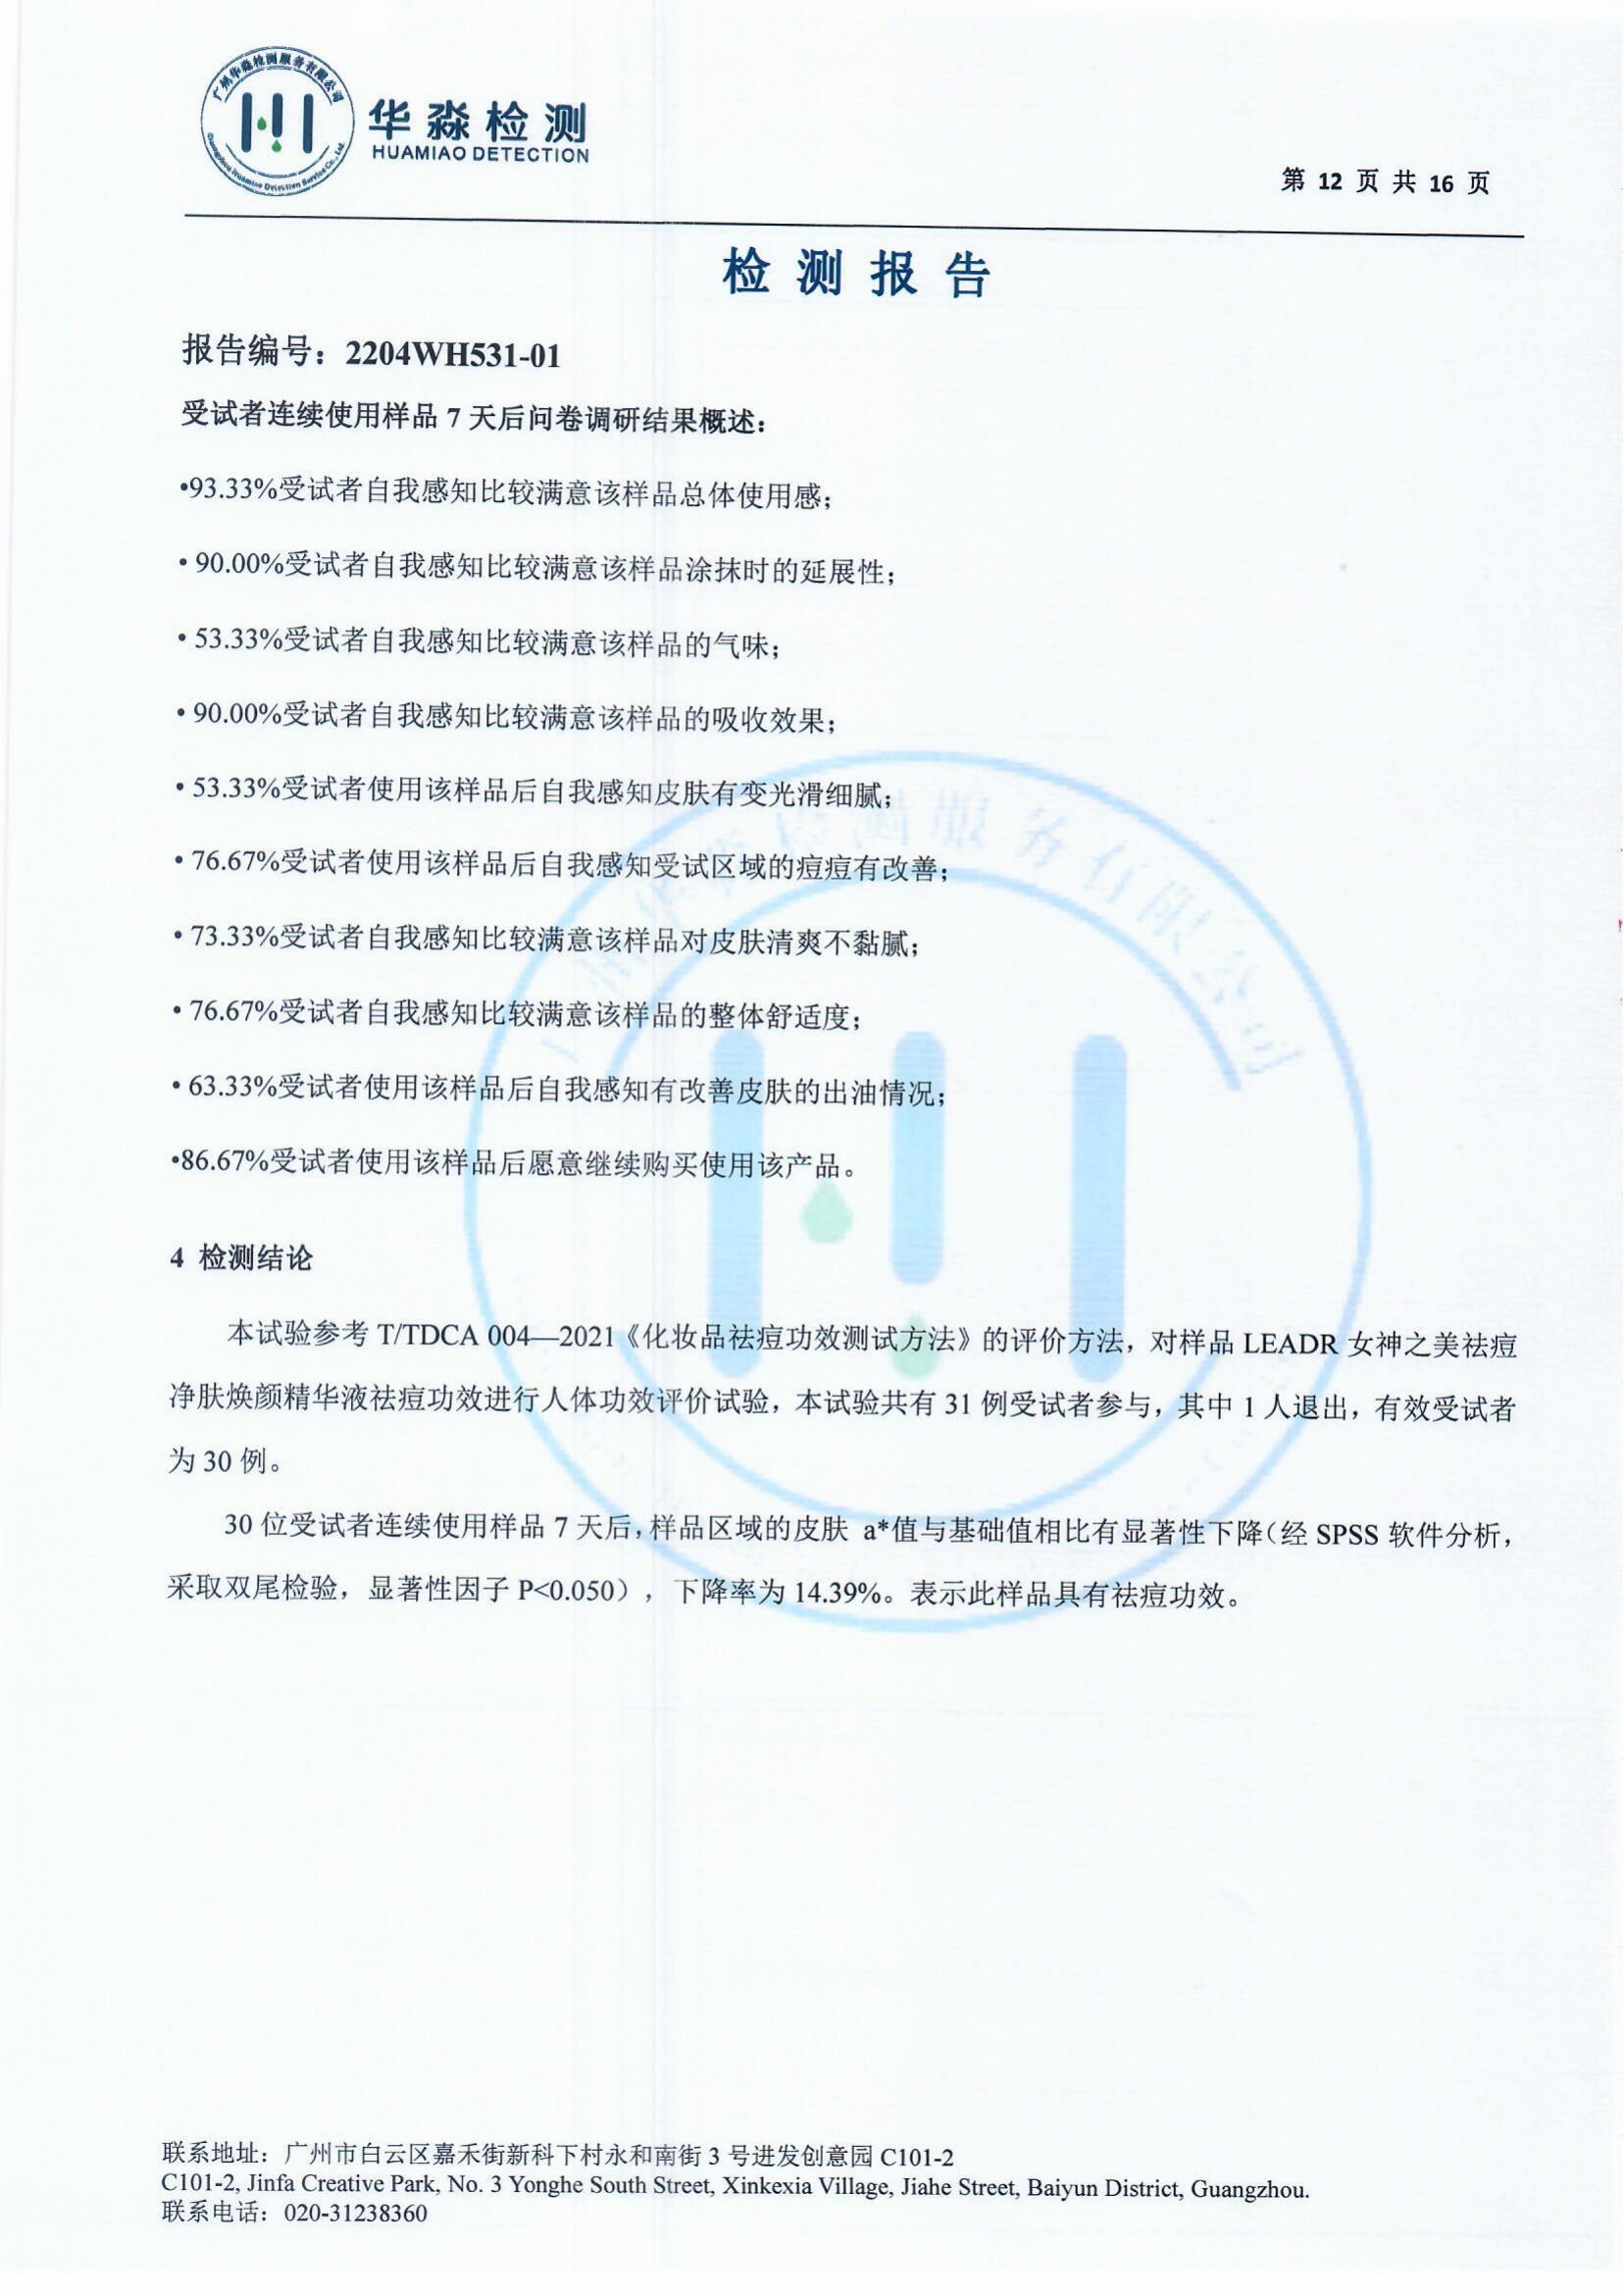 广州华淼检测服务有限公司
Guangzhou Huamiao Detection Service Co., Ltd.
华淼检测
HUAMIAO DETECTION
第 12 页 共 16 页
检测报告
报告编号：2204WH531-01
受试者连续使用样品 7 天后问卷调研结果概述：
•93.33%受试者自我感知比较满意该样品总体使用感；
• 90.00%受试者自我感知比较满意该样品涂抹时的延展性；
• 53.33%受试者自我感知比较满意该样品的气味；
• 90.00%受试者自我感知比较满意该样品的吸收效果；
• 53.33%受试者使用该样品后自我感知皮肤有变光滑细腻；
• 76.67%受试者使用该样品后自我感知受试区域的痘痘有改善；
• 73.33%受试者自我感知比较满意该样品对皮肤清爽不黏腻；
• 76.67%受试者自我感知比较满意该样品的整体舒适度；
• 63.33%受试者使用该样品后自我感知有改善皮肤的出油情况；
•86.67%受试者使用该样品后愿意继续购买使用该产品。
4 检测结论
本试验参考 T/TDCA 004—2021《化妆品祛痘功效测试方法》的评价方法，对样品 LEADR 女神之美祛痘
净肤焕颜精华液祛痘功效进行人体功效评价试验，本试验共有 31 例受试者参与，其中 1 人退出，有效受试者
为 30 例。
30 位受试者连续使用样品 7 天后，样品区域的皮肤 a*值与基础值相比有显著性下降（经 SPSS 软件分析，
采取双尾检验，显著性因子 P<0.050），下降率为 14.39%。表示此样品具有祛痘功效。
联系地址：广州市白云区嘉禾街新科下村永和南街 3 号进发创意园 C101-2
C101-2, Jinfa Creative Park, No. 3 Yonghe South Street, Xinkexia Village, Jiahe Street, Baiyun District, Guangzhou.
联系电话：020-31238360